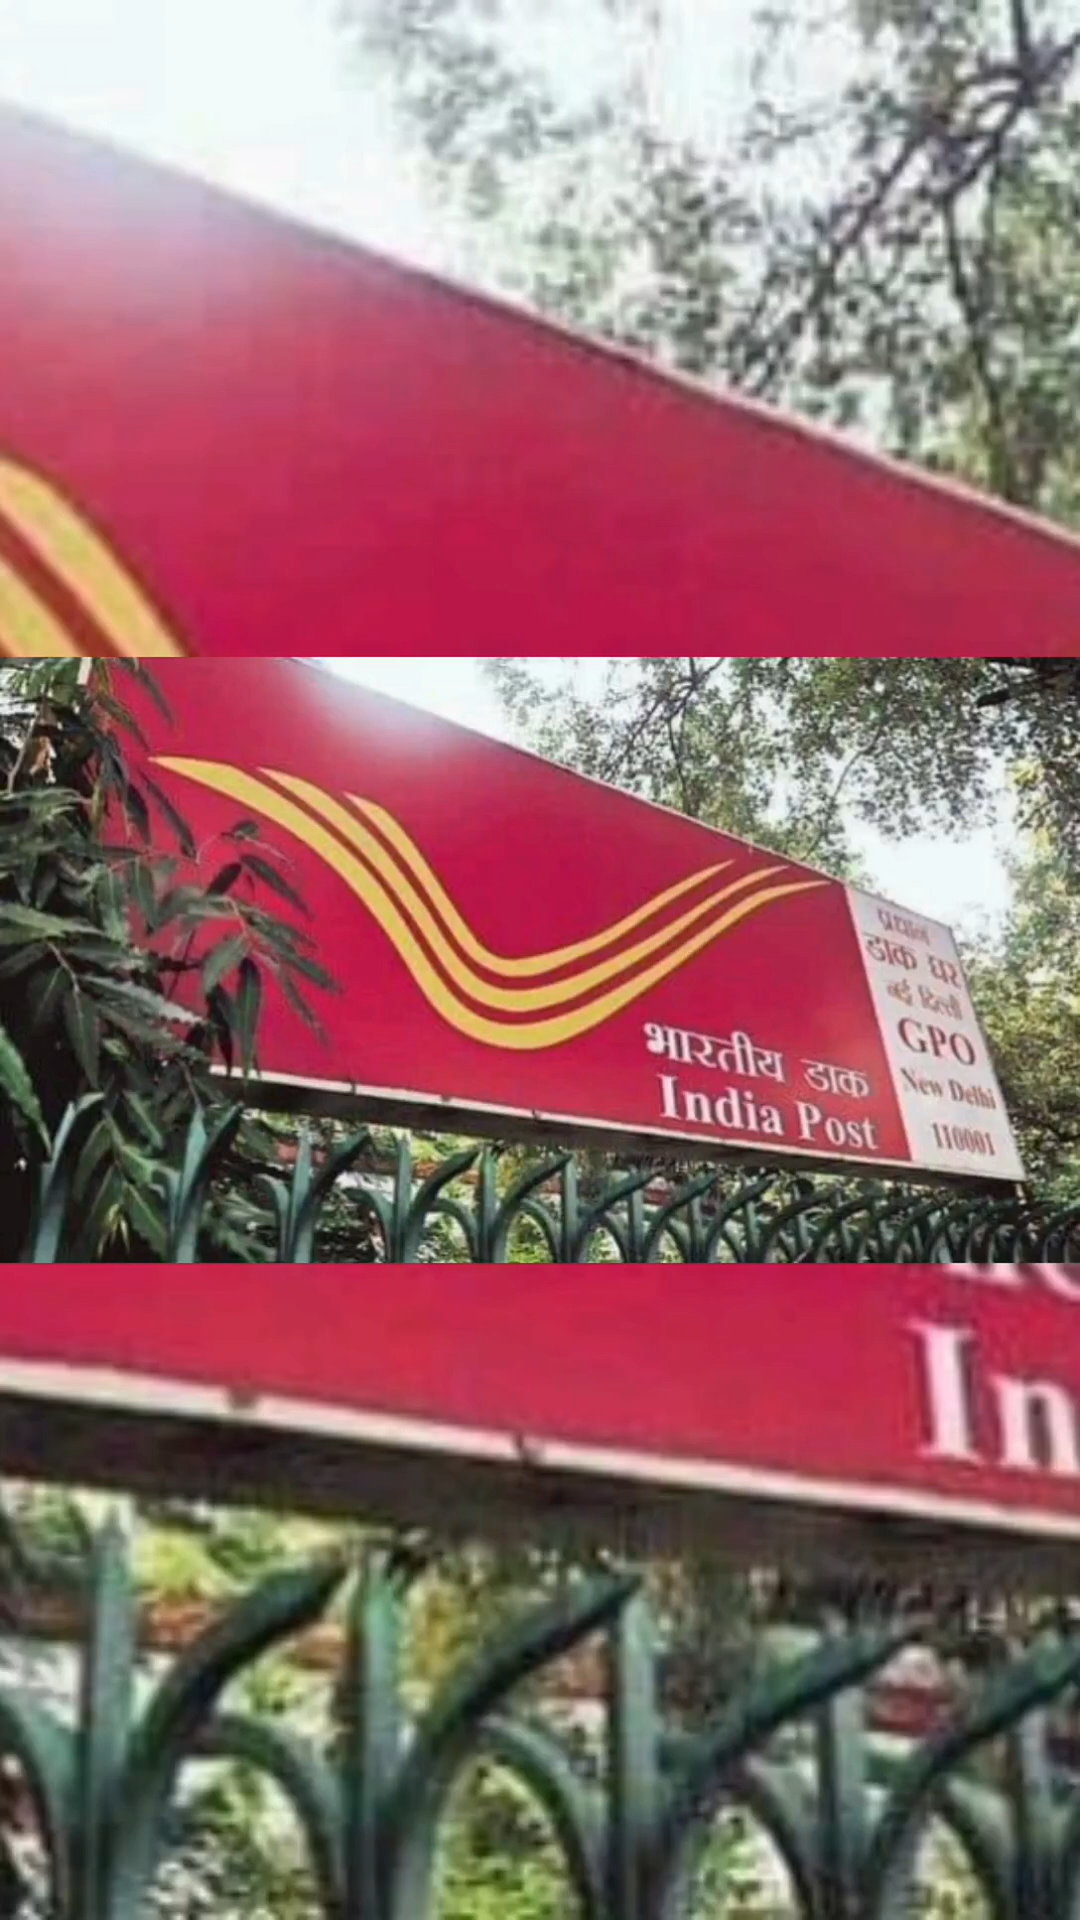 भारतीय डाक
India Post
प्रधान
डाक घर
नई दिल्ली
GPO
New Delhi
110001
In